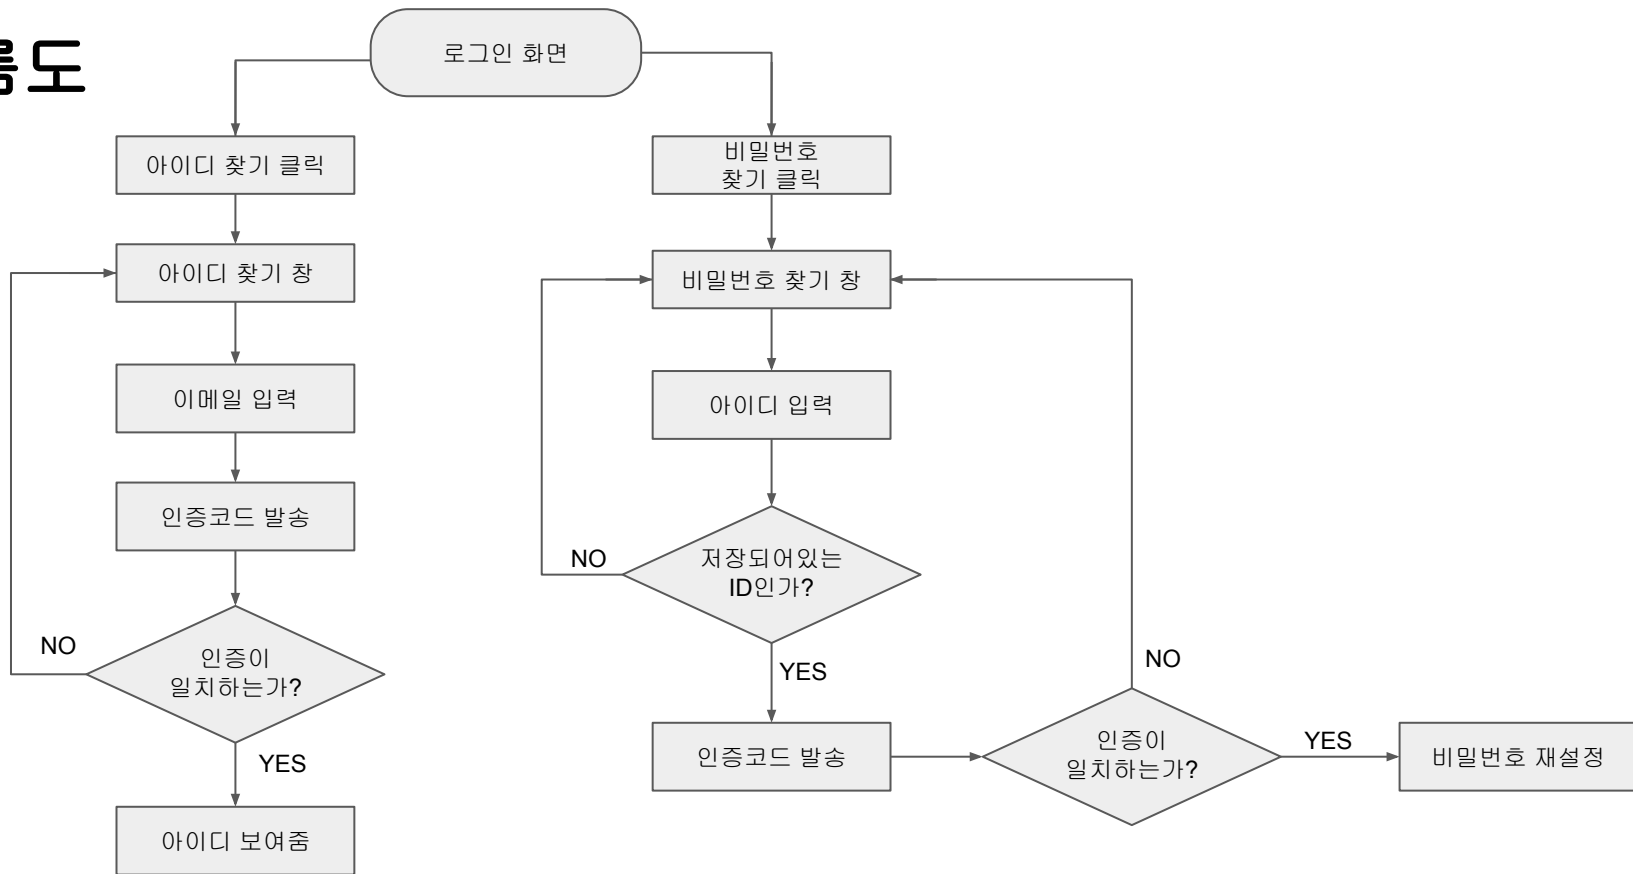 로그인 화면
도
아이디 찾기 클릭
비밀번호
찾기 클릭
아이디 찾기 창
비밀번호 찾기 창
이메일 입력
아이디 입력
인증코드 발송
저장되어있는
ID인가?
NO
YES
인증이
일치하는가?
NO
YES
인증코드 발송
인증이
일치하는가?
NO
YES
비밀번호 재설정
아이디 보여줌